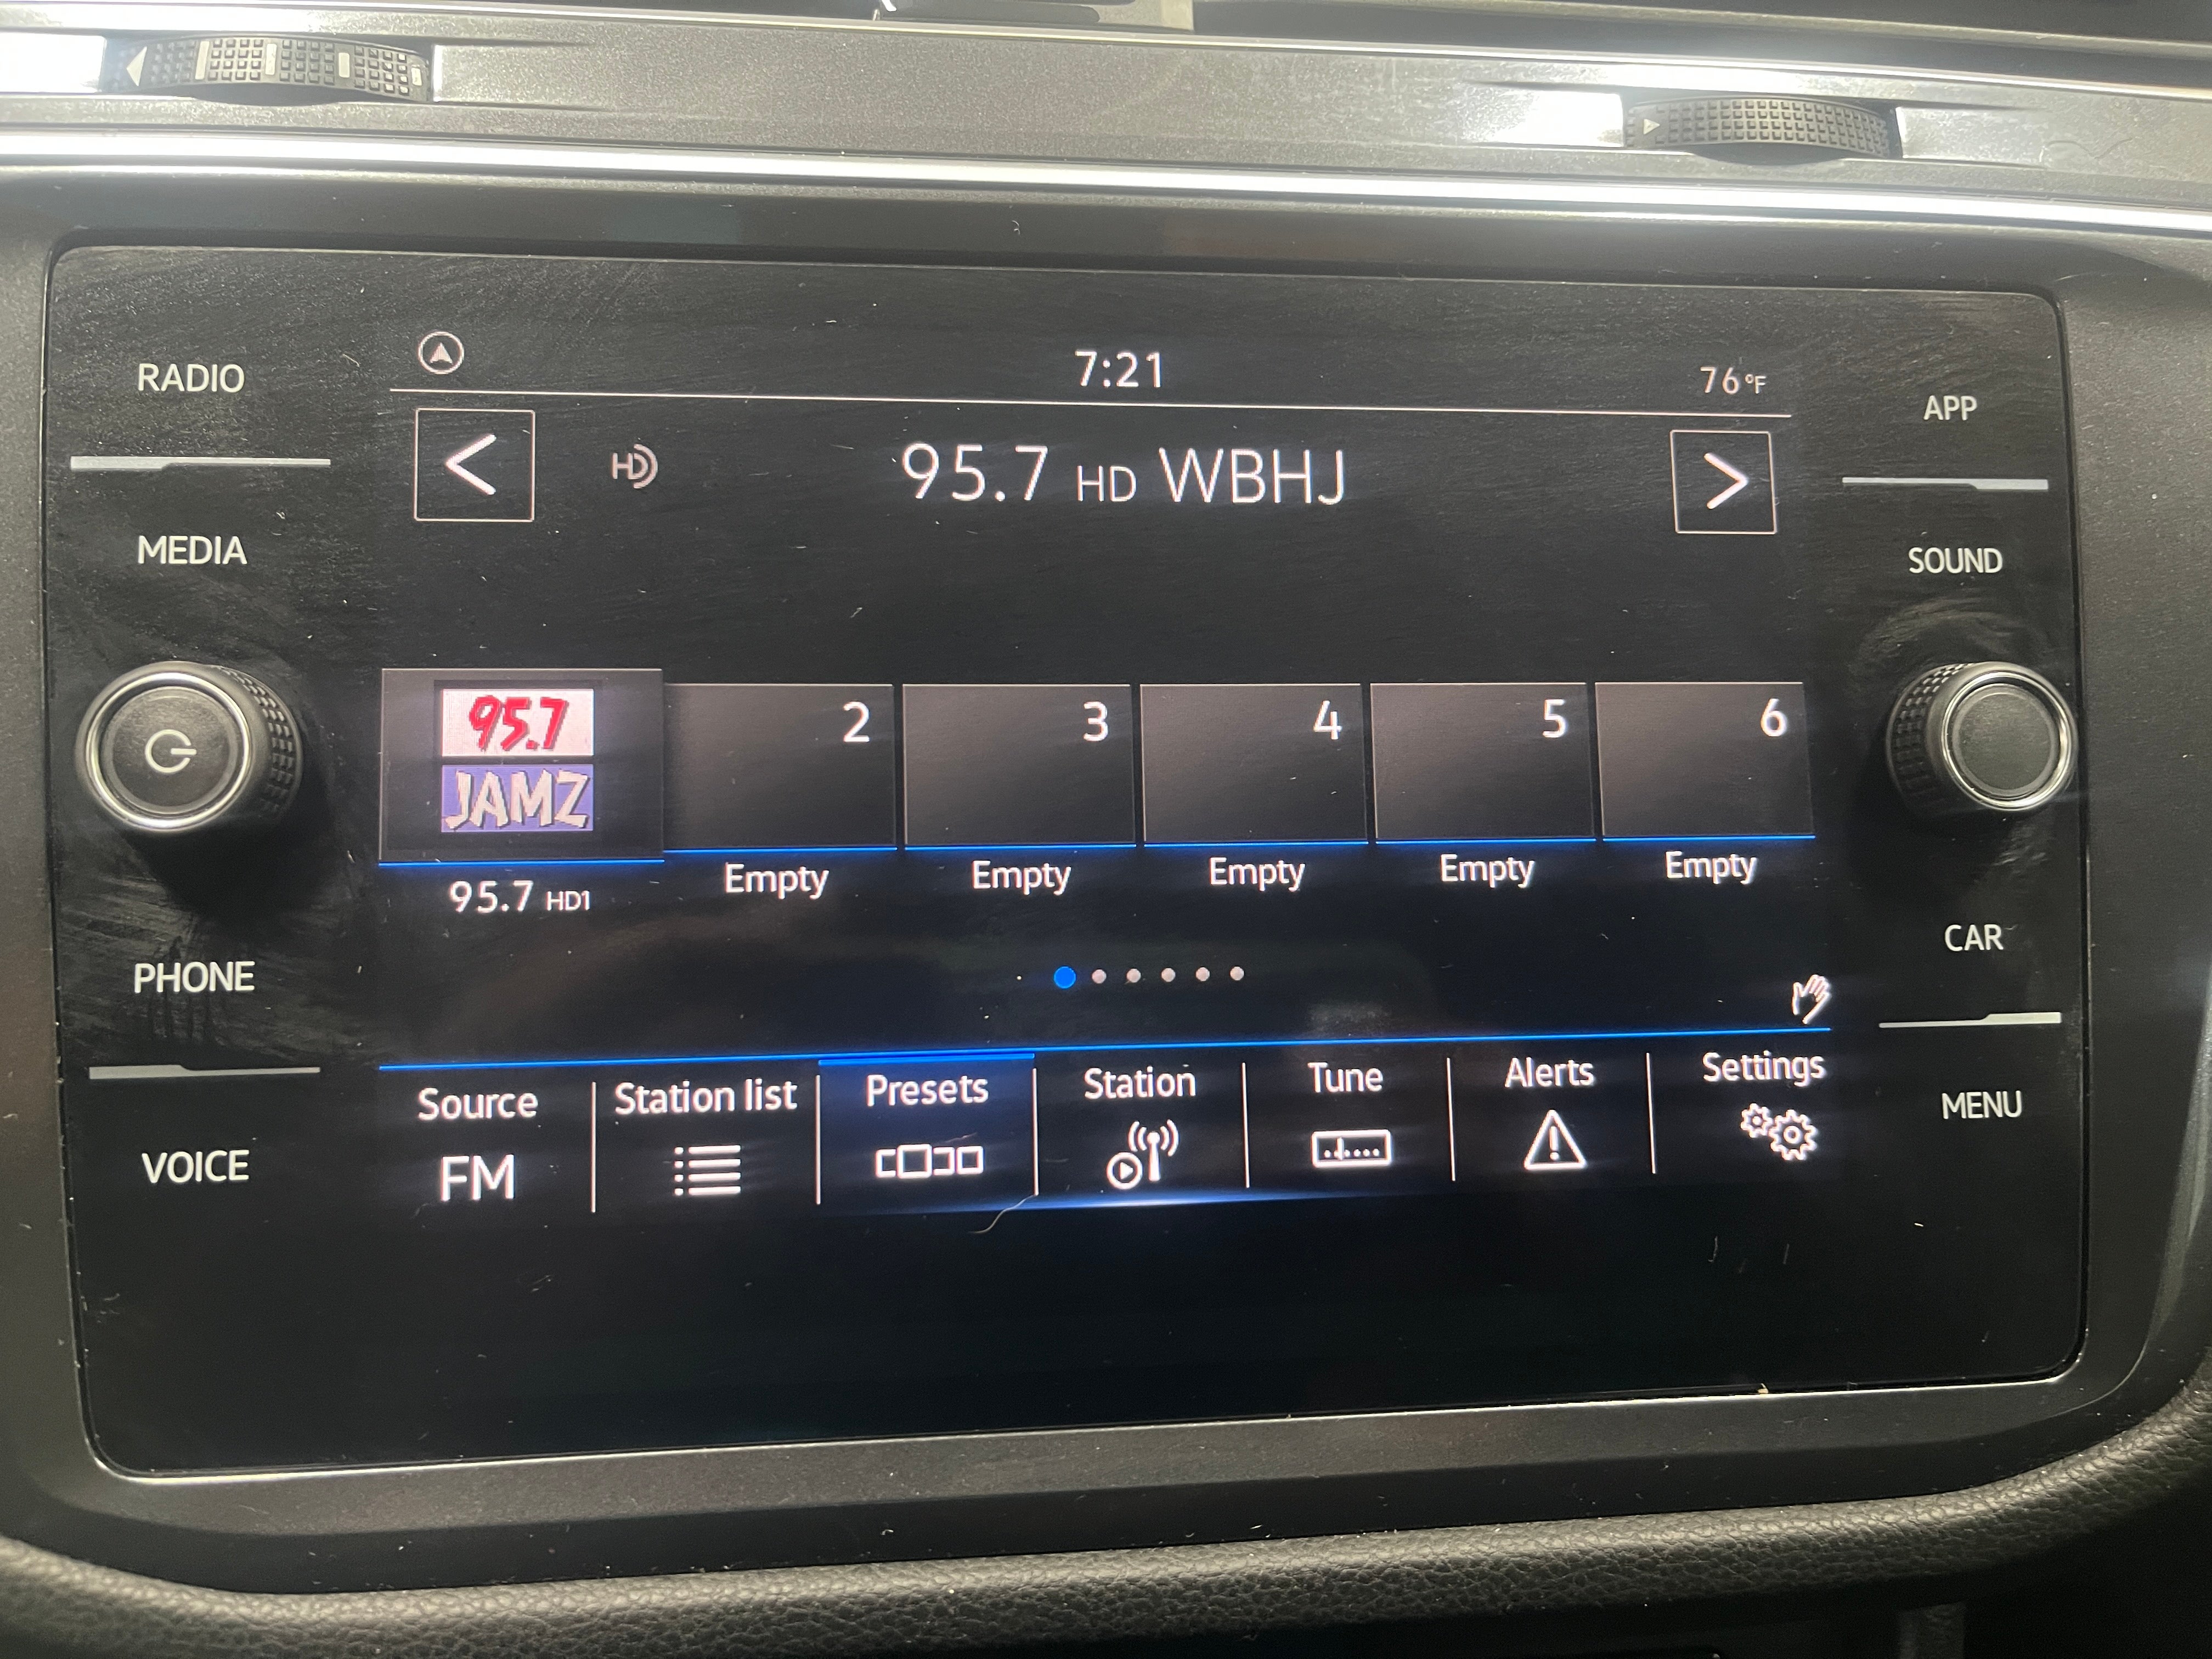 7:21
76°F
RADIO
APP
95.7 HD WBHJ
HD
MEDIA
SOUND
95.7
JAMZ
2
3
4
5
6
95.7 HD1
Empty
Empty
Empty
Empty
Empty
PHONE
CAR
Source
Station list
Presets
Station
Tune
Alerts
Settings
FM
VOICE
MENU